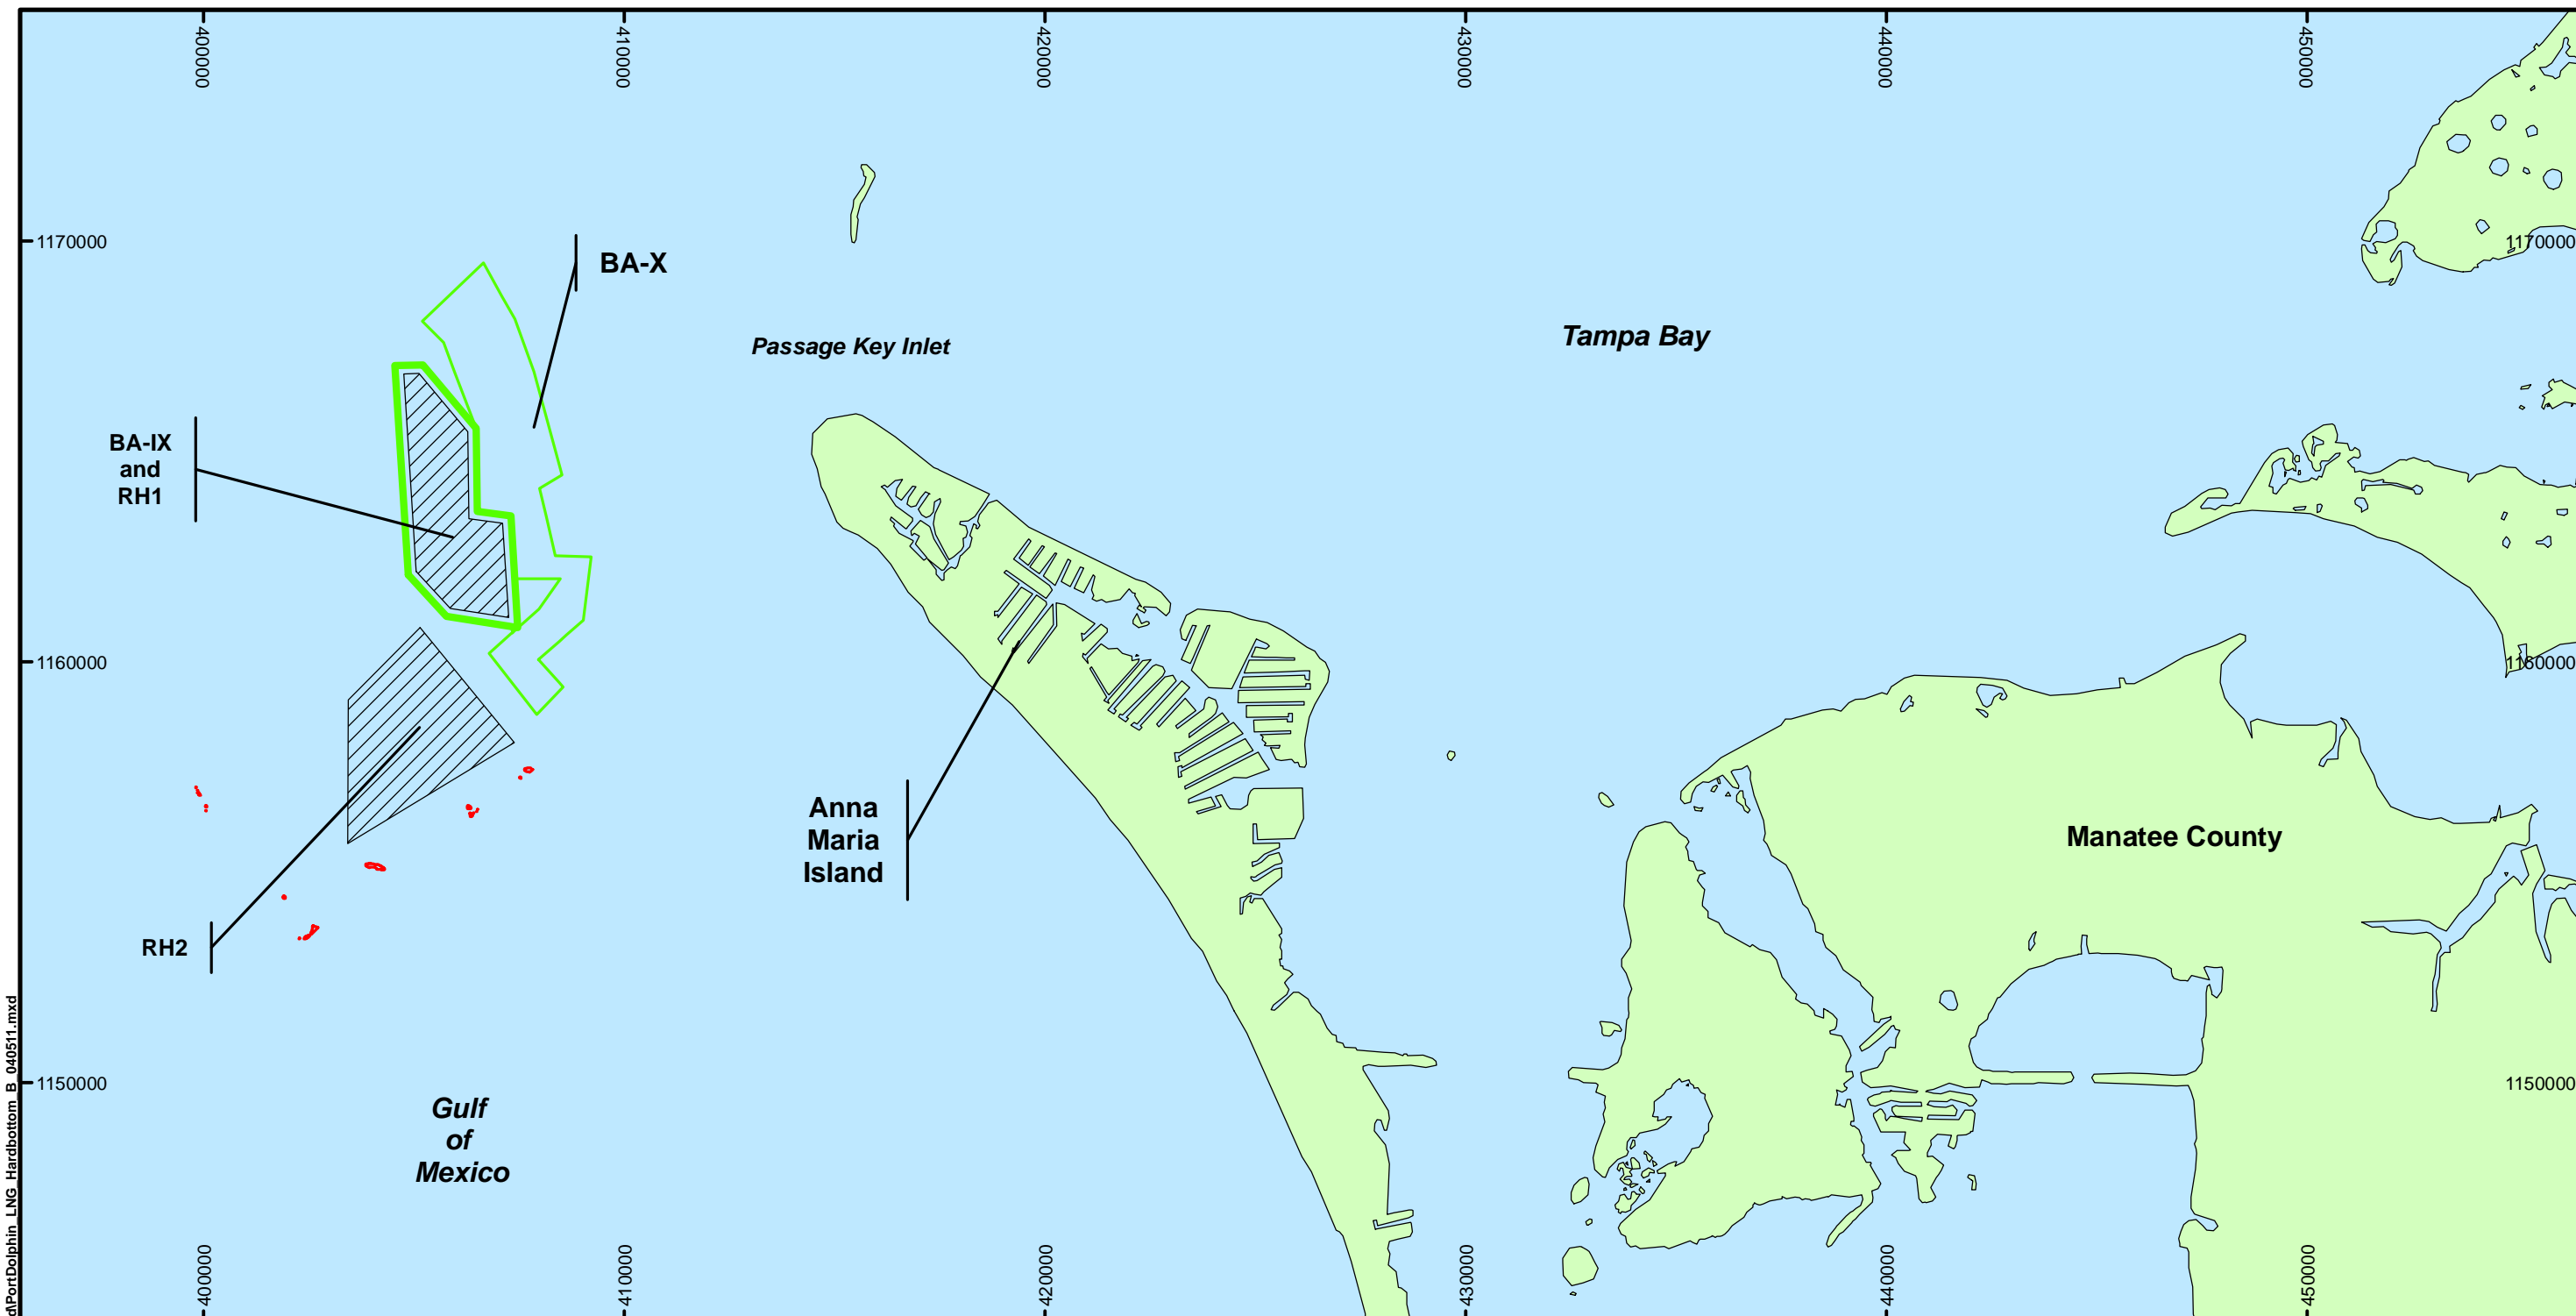 400000
410000
420000
430000
440000
450000
1170000
1170000
BA-X
Passage Key Inlet
Tampa Bay
BA-IX
and
RH1
1160000
1160000
Anna
Maria
Island
Manatee County
RH2
1150000
1150000
Gulf
of
Mexico
400000
410000
420000
430000
440000
450000
d\PortDolphin_LNG_Hardbottom_B_040511.mxd